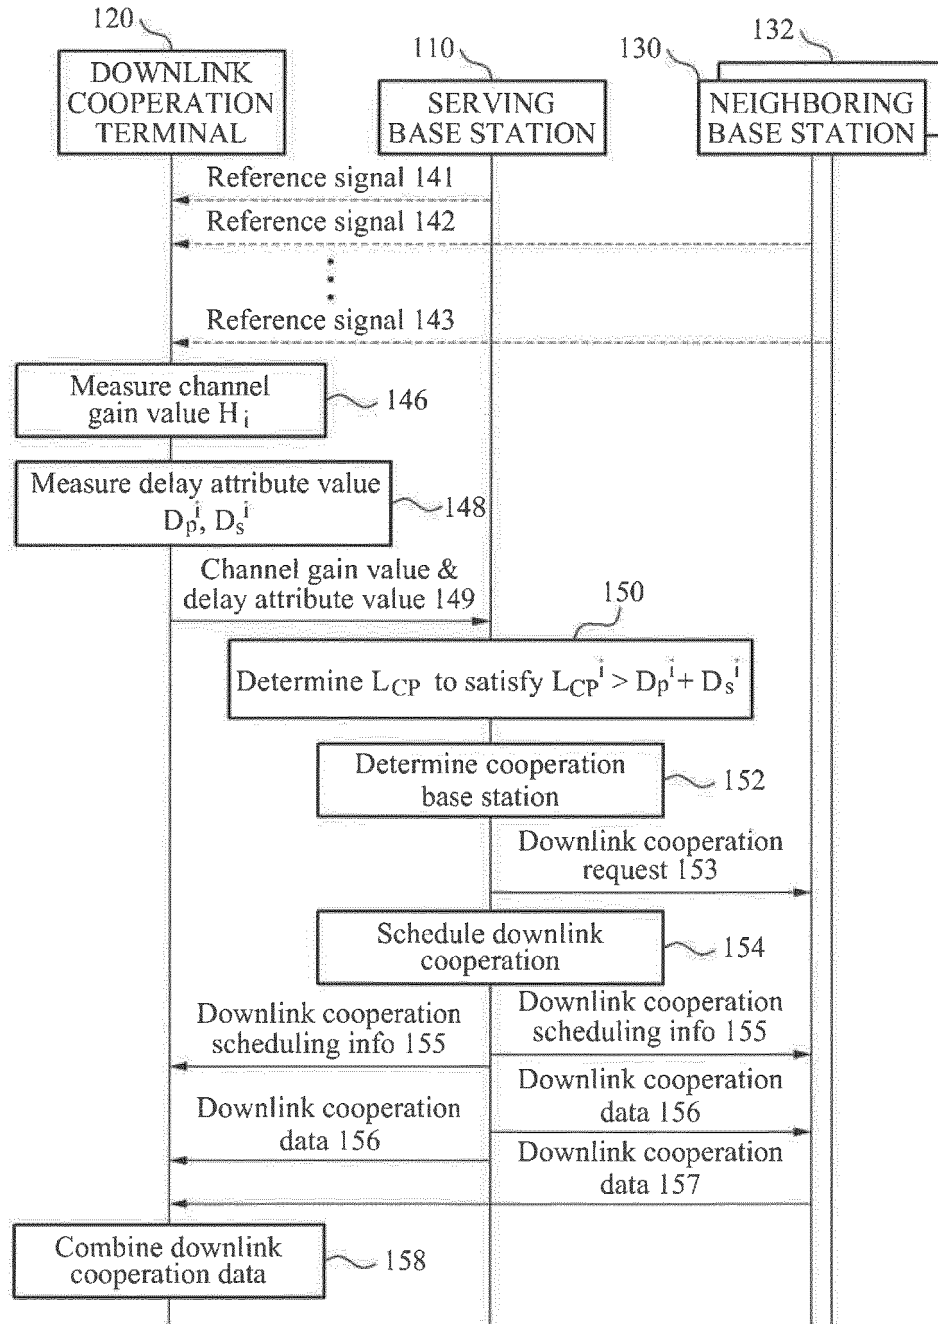 120
110
132
130
DOWNLINK
COOPERATION
TERMINAL
SERVING
BASE STATION
NEIGHBORING
BASE STATION
Reference signal 141
Reference signal 142
Reference signal 143
Measure channel
gain value H i
146
Measure delay attribute value
Dp^i, Ds^i
148
Channel gain value &
delay attribute value 149
150
Determine LCP to satisfy LCP^i > Dp^i + Ds^i
Determine cooperation
base station
152
Downlink cooperation
request 153
Schedule downlink
cooperation
154
Downlink cooperation
scheduling info 155
Downlink cooperation
scheduling info 155
Downlink cooperation
data 156
Downlink cooperation
data 156
Downlink cooperation
data 157
Combine downlink
cooperation data
158